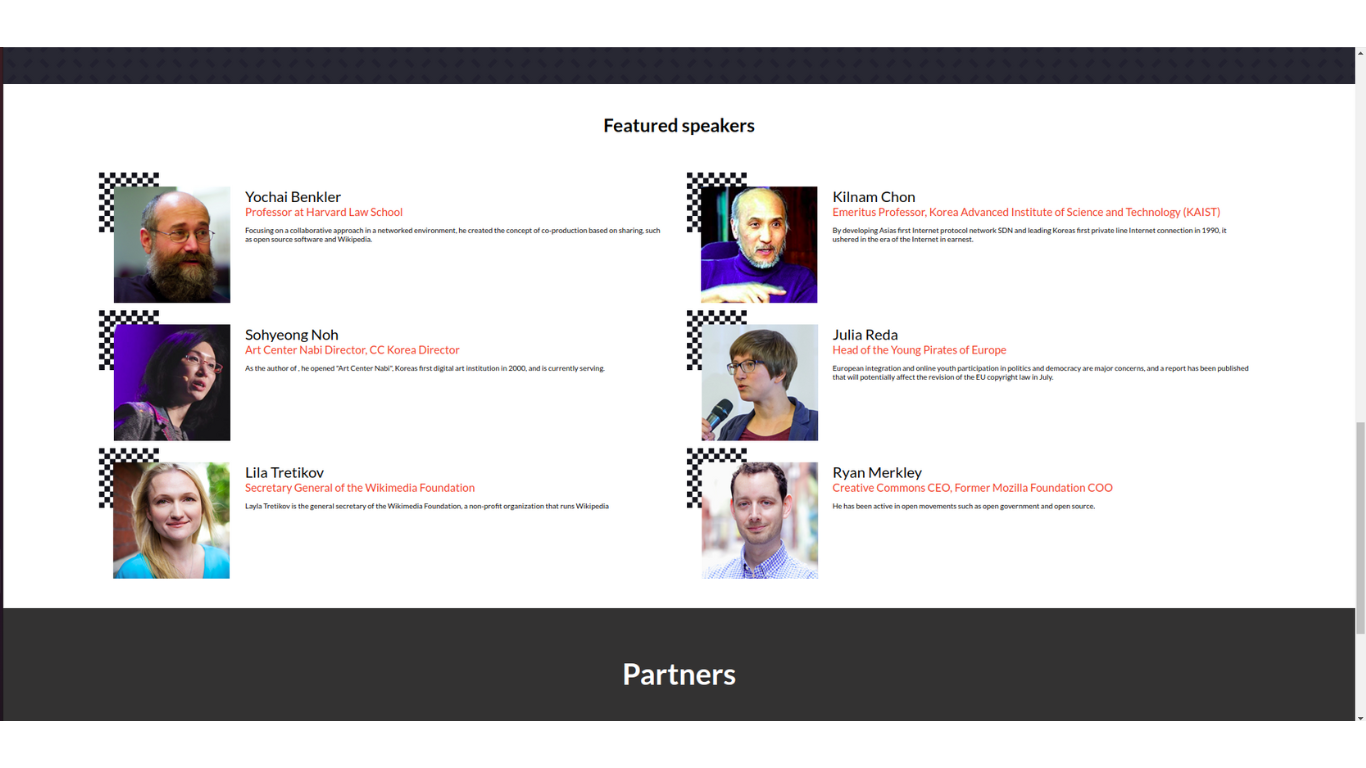 Featured speakers
Yochai Benkler
Professor at Harvard Law School
Focusing on a collaborative approach in a networked environment, he created the concept of co-production based on sharing, such
as open source software and Wikipedia.
Kilnam Chon
Emeritus Professor, Korea Advanced Institute of Science and Technology (KAIST)
By developing Asias first Internet protocol network SDN and leading Koreas first private line Internet connection in 1990, it
ushered in the era of the Internet in earnest.
Sohyeong Noh
Art Center Nabi Director, CC Korea Director
As the author of , he opened "Art Center Nabi", Koreas first digital art institution in 2000, and is currently serving.
Julia Reda
Head of the Young Pirates of Europe
European integration and online youth participation in politics and democracy are major concerns, and a report has been published
that will potentially affect the revision of the EU copyright law in July.
Lila Tretikov
Secretary General of the Wikimedia Foundation
Layla Tretikov is the general secretary of the Wikimedia Foundation, a non-profit organization that runs Wikipedia
Ryan Merkley
Creative Commons CEO, Former Mozilla Foundation COO
He has been active in open movements such as open government and open source.
Partners